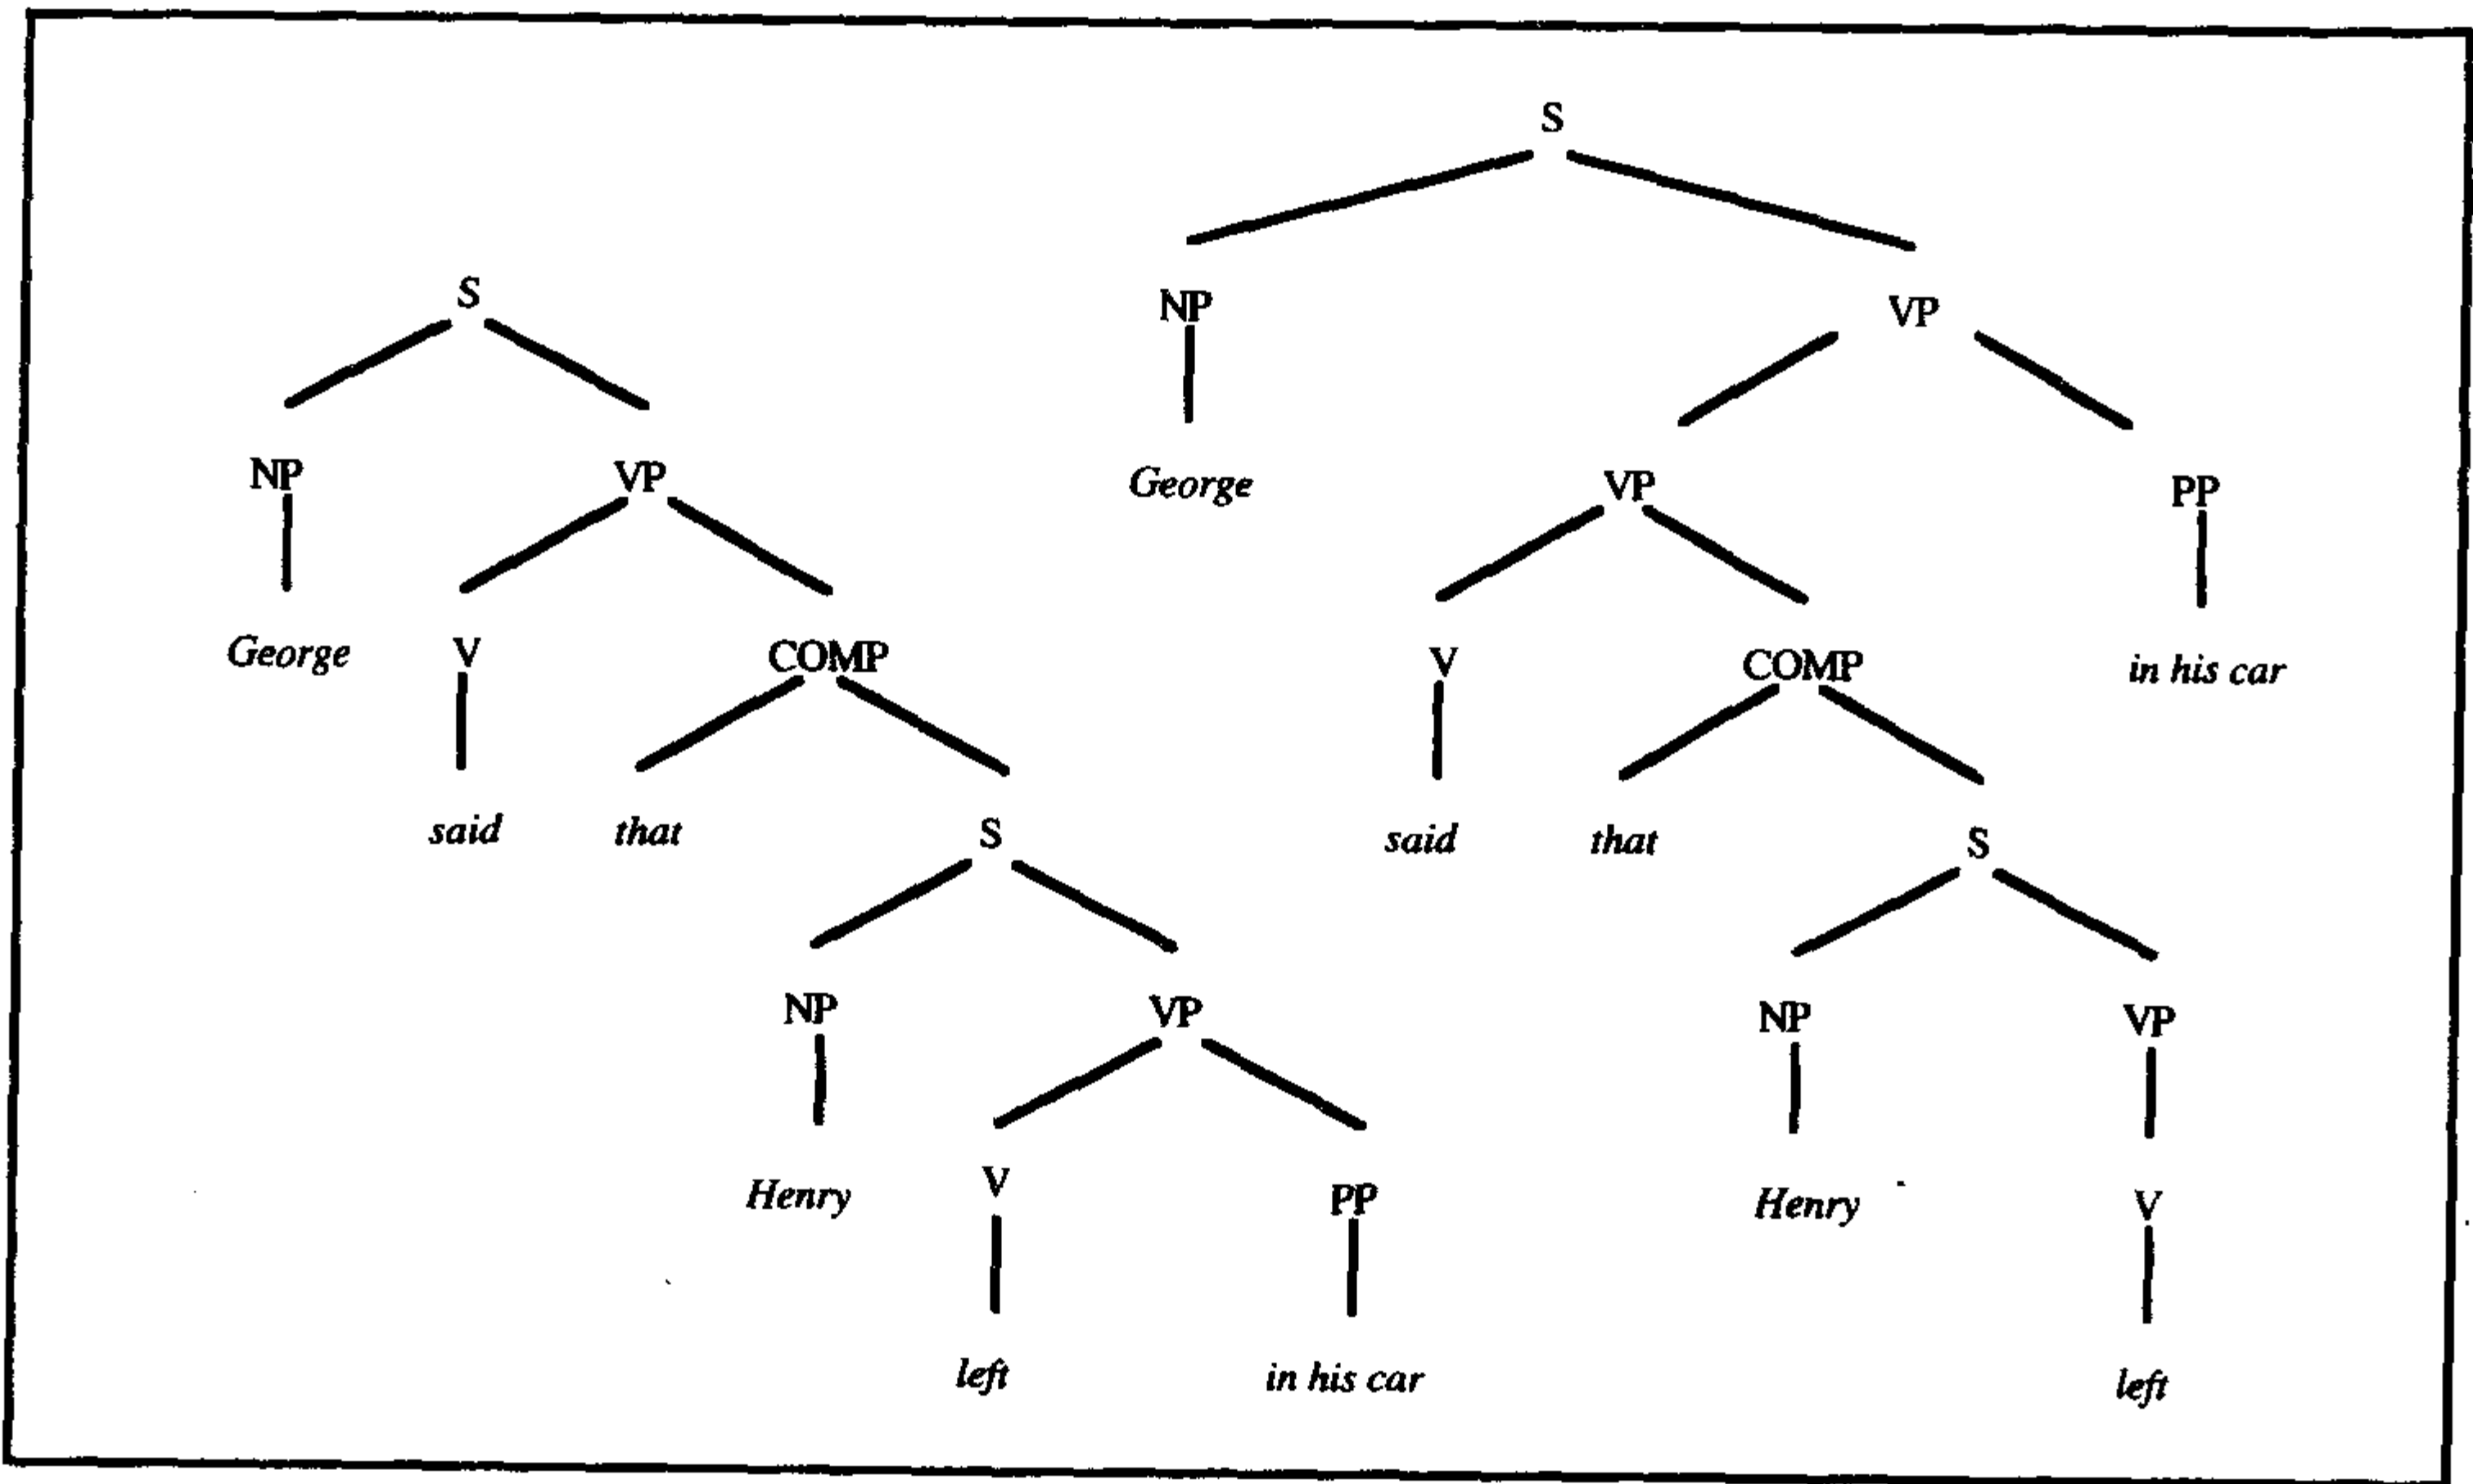 S
S
NP VP
NP VP
George VP PP
George V COMP
V COMP in his car
said that S
said that S
NP VP
NP VP
Henry V PP
Henry V
left in his car
left